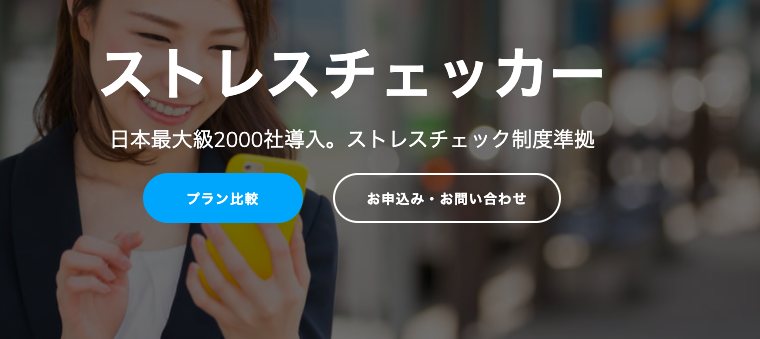 ストレスチェッカー
日本最大級2000社導入。ストレスチェック制度準拠
プラン比較
お申込み・お問い合わせ